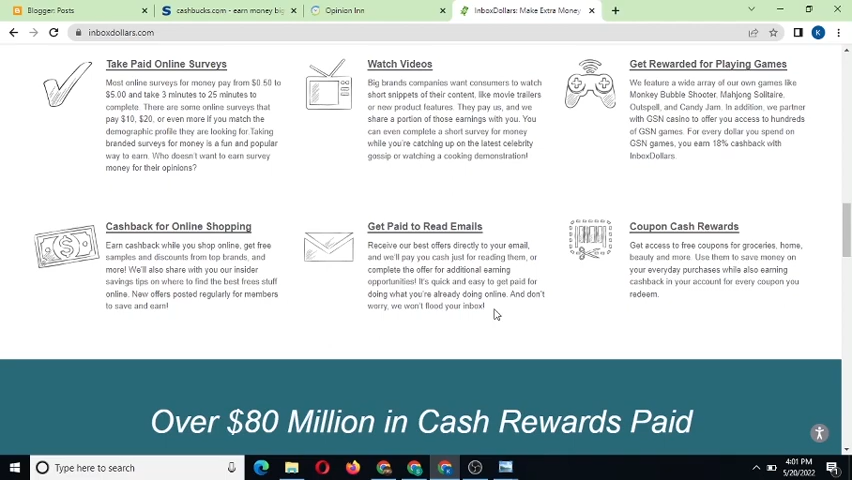 Blogger: Posts
cashbucks.com - earn money big
Opinion Inn
InboxDollars: Make Extra Money
inboxdollars.com
K
Take Paid Online Surveys
Most online surveys for money pay from $0.50 to
$5.00 and take 3 minutes to 25 minutes to
complete. There are some online surveys that
pay $10, $20, or even more if you match the
demographic profile they are looking for.Taking
branded surveys for money is a fun and popular
way to earn. Who doesn't want to earn survey
money for their opinions?
Watch Videos
Big brands companies want consumers to watch
short snippets of their content, like movie trailers
or new product features. They pay us, and we
share a portion of those earnings with you. You
can even complete a short survey for money
while you're catching up on the latest celebrity
gossip or watching a cooking demonstration!
Get Rewarded for Playing Games
We feature a wide array of our own games like
Monkey Bubble Shooter, Mahjong Solitaire,
Outspell, and Candy Jam. In addition, we partner
with GSN casino to offer you access to hundreds
of GSN games. For every dollar you spend on
GSN games, you earn 18% cashback with
InboxDollars.
Cashback for Online Shopping
Earn cashback while you shop online, get free
samples and discounts from top brands, and
more! We'll also share with you our insider
savings tips on where to find the best freess stuff
online. New offers posted regularly for members
to save and earn!
Get Paid to Read Emails
Receive our best offers directly to your email,
and we'll pay you cash just for reading them, or
complete the offer for additional earning
opportunities! It's quick and easy to get paid for
doing what you're already doing online. And don't
worry, we won't flood your inbox!
Coupon Cash Rewards
Get access to free coupons for groceries, home,
beauty and more. Use them to save money on
your everyday purchases while also earning
cashback in your account for every coupon you
redeem.
Over $80 Million in Cash Rewards Paid
Type here to search
4:01 PM
5/20/2022